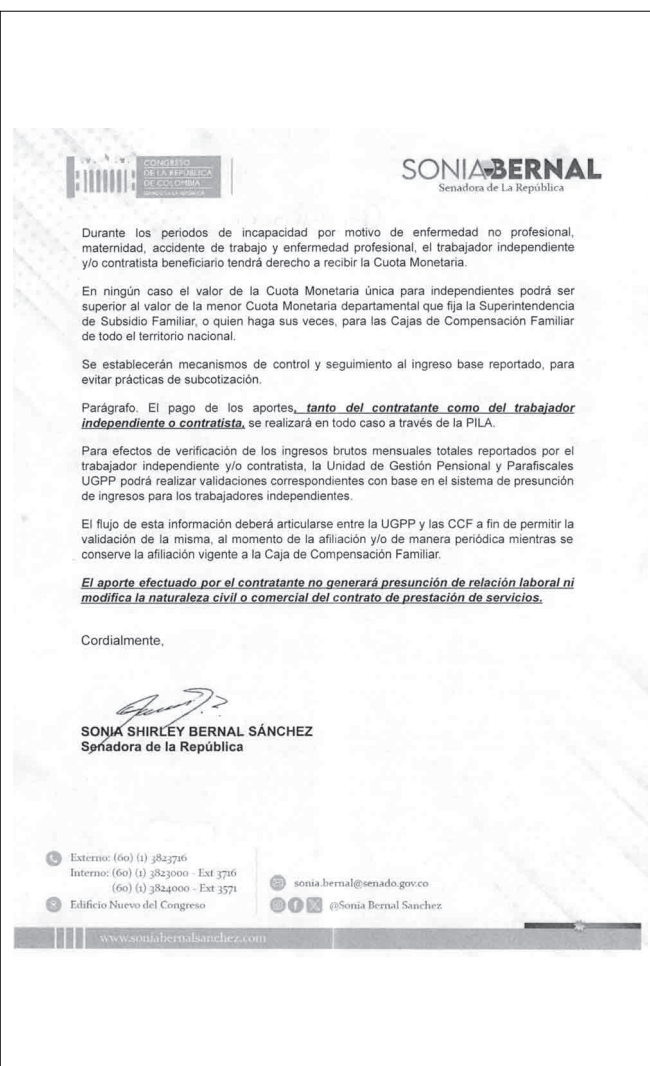 CONGRESO
DE LA REPÚBLICA
DE COLOMBIA
SONIA BERNAL
Senadora de La República
Durante los periodos de incapacidad por motivo de enfermedad no profesional,
maternidad, accidente de trabajo y enfermedad profesional, el trabajador independiente
y/o contratista beneficiario tendrá derecho a recibir la Cuota Monetaria.
En ningún caso el valor de la Cuota Monetaria única para independientes podrá ser
superior al valor de la menor Cuota Monetaria departamental que fija la Superintendencia
de Subsidio Familiar, o quien haga sus veces, para las Cajas de Compensación Familiar
de todo el territorio nacional.
Se establecerán mecanismos de control y seguimiento al ingreso base reportado, para
evitar prácticas de subcotización.
Parágrafo. El pago de los aportes, tanto del contratante como del trabajador
independiente o contratista, se realizará en todo caso a través de la PILA.
Para efectos de verificación de los ingresos brutos mensuales totales reportados por el
trabajador independiente y/o contratista, la Unidad de Gestión Pensional y Parafiscales
UGPP podrá realizar validaciones correspondientes con base en el sistema de presunción
de ingresos para los trabajadores independientes.
El flujo de esta información deberá articularse entre la UGPP y las CCF a fin de permitir la
validación de la misma, al momento de la afiliación y/o de manera periódica mientras se
conserve la afiliación vigente a la Caja de Compensación Familiar.
El aporte efectuado por el contratante no generará presunción de relación laboral ni
modifica la naturaleza civil o comercial del contrato de prestación de servicios.
Cordialmente,
SONIA SHIRLEY BERNAL SÁNCHEZ
Senadora de la República
Externo: (60) (1) 3823716
Interno: (60) (1) 3823000 - Ext 3716
(60) (1) 3824000 - Ext 3571
Edificio Nuevo del Congreso
sonia.bernal@senado.gov.co
@Sonia Bernal Sanchez
www.soniabernalsanchez.com